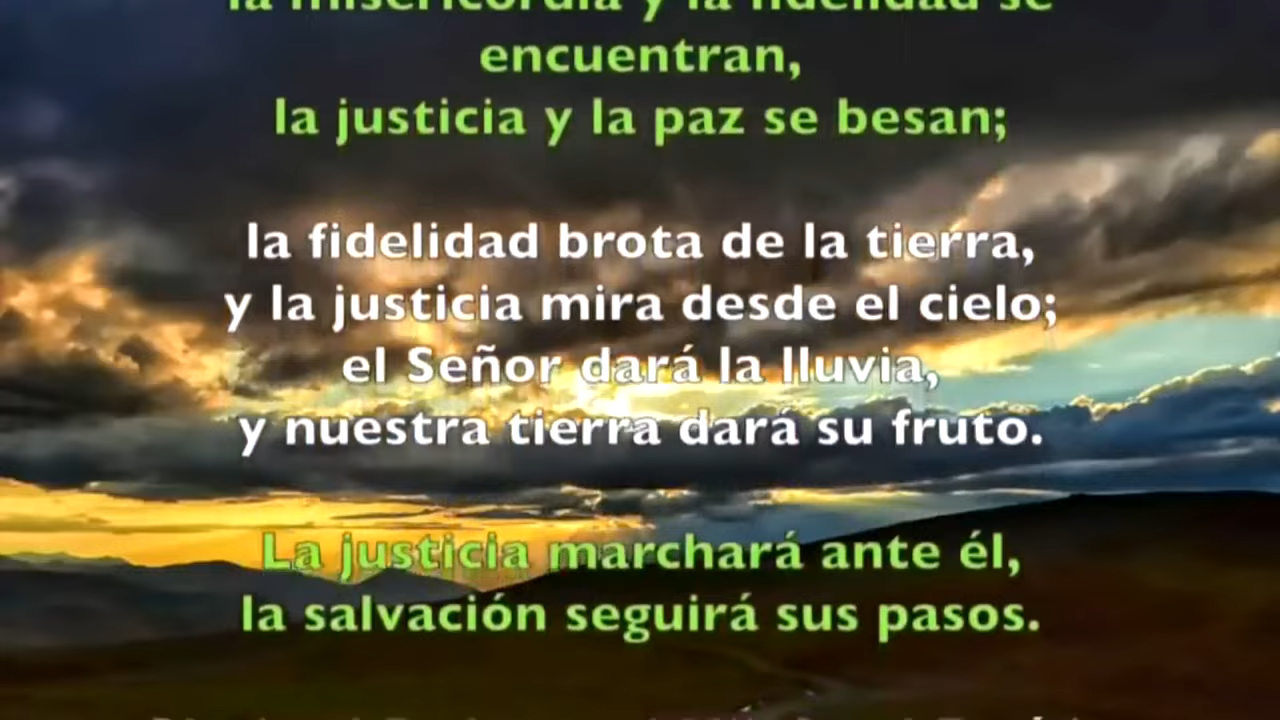 la misericordia y la fidelidad se
encuentran,
la justicia y la paz se besan;
la fidelidad brota de la tierra,
y la justicia mira desde el cielo;
el Señor dará la lluvia,
y nuestra tierra dará su fruto.
La justicia marchará ante él,
la salvación seguirá sus pasos.